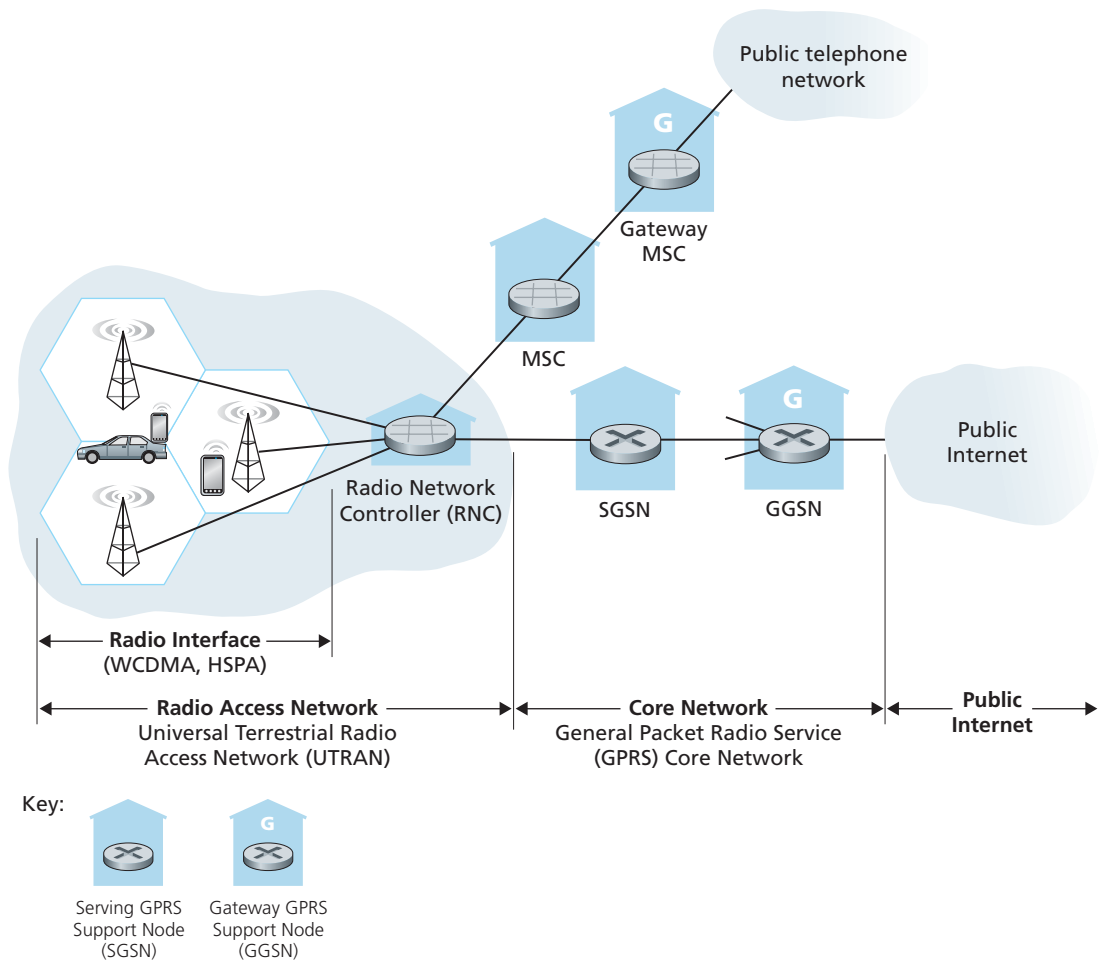 Public telephone
network
G
Gateway
MSC
MSC
G
SGSN
GGSN
Public
Internet
Radio Network
Controller (RNC)
Radio Interface
(WCDMA, HSPA)
Radio Access Network
Universal Terrestrial Radio
Access Network (UTRAN)
Core Network
General Packet Radio Service
(GPRS) Core Network
Public
Internet
Key:
G
Serving GPRS
Support Node
(SGSN)
Gateway GPRS
Support Node
(GGSN)